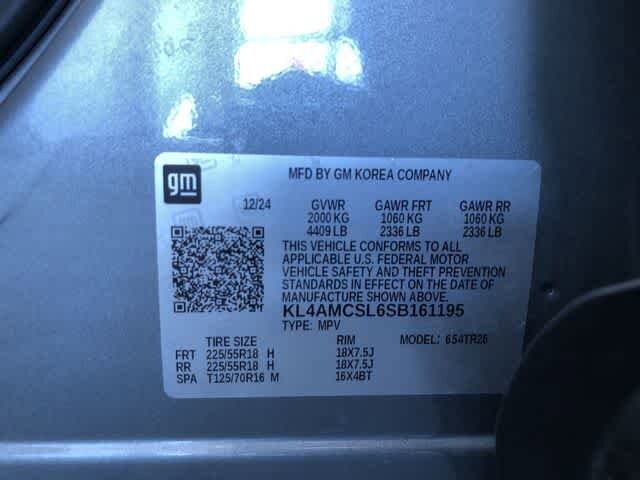 gm
MFD BY GM KOREA COMPANY
12/24 GVWR GAWR FRT GAWR RR
2000 KG 1060 KG 1060 KG
4409 LB 2336 LB 2336 LB
THIS VEHICLE CONFORMS TO ALL
APPLICABLE U.S. FEDERAL MOTOR
VEHICLE SAFETY AND THEFT PREVENTION
STANDARDS IN EFFECT ON THE DATE OF
MANUFACTURE SHOWN ABOVE.
KL4AMCSL6SB161195
TYPE: MPV MODEL: 654TR26
TIRE SIZE RIM
FRT 225/55R18 H 18X7.5J
RR 225/55R18 H 18X7.5J
SPA T125/70R16 M 16X4BT